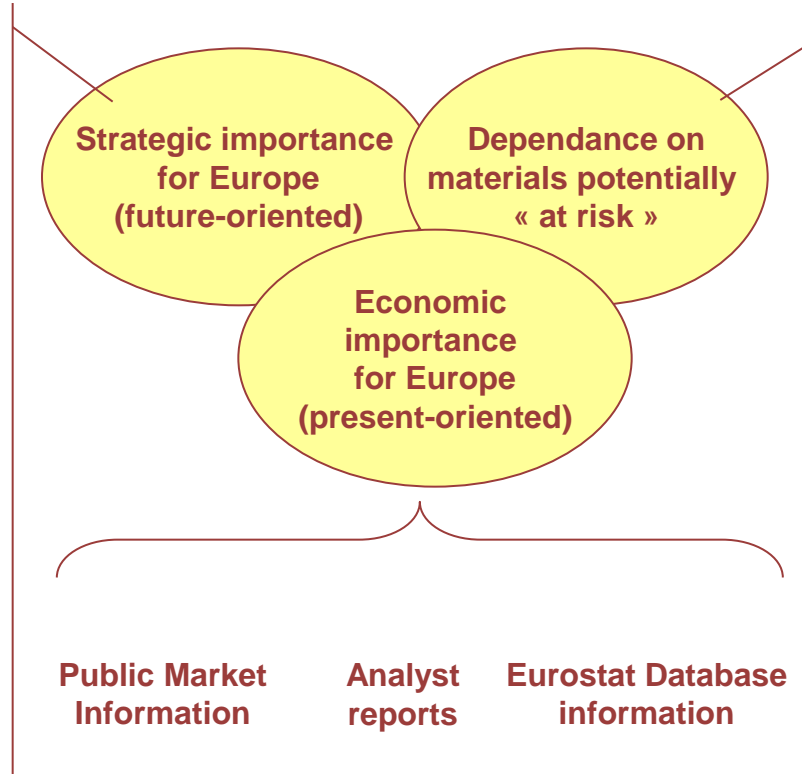 Strategic importance
for Europe
(future-oriented)
Dependance on
materials potentially
« at risk »
Economic
importance
for Europe
(present-oriented)
Public Market
Information
Analyst
reports
Eurostat Database
information